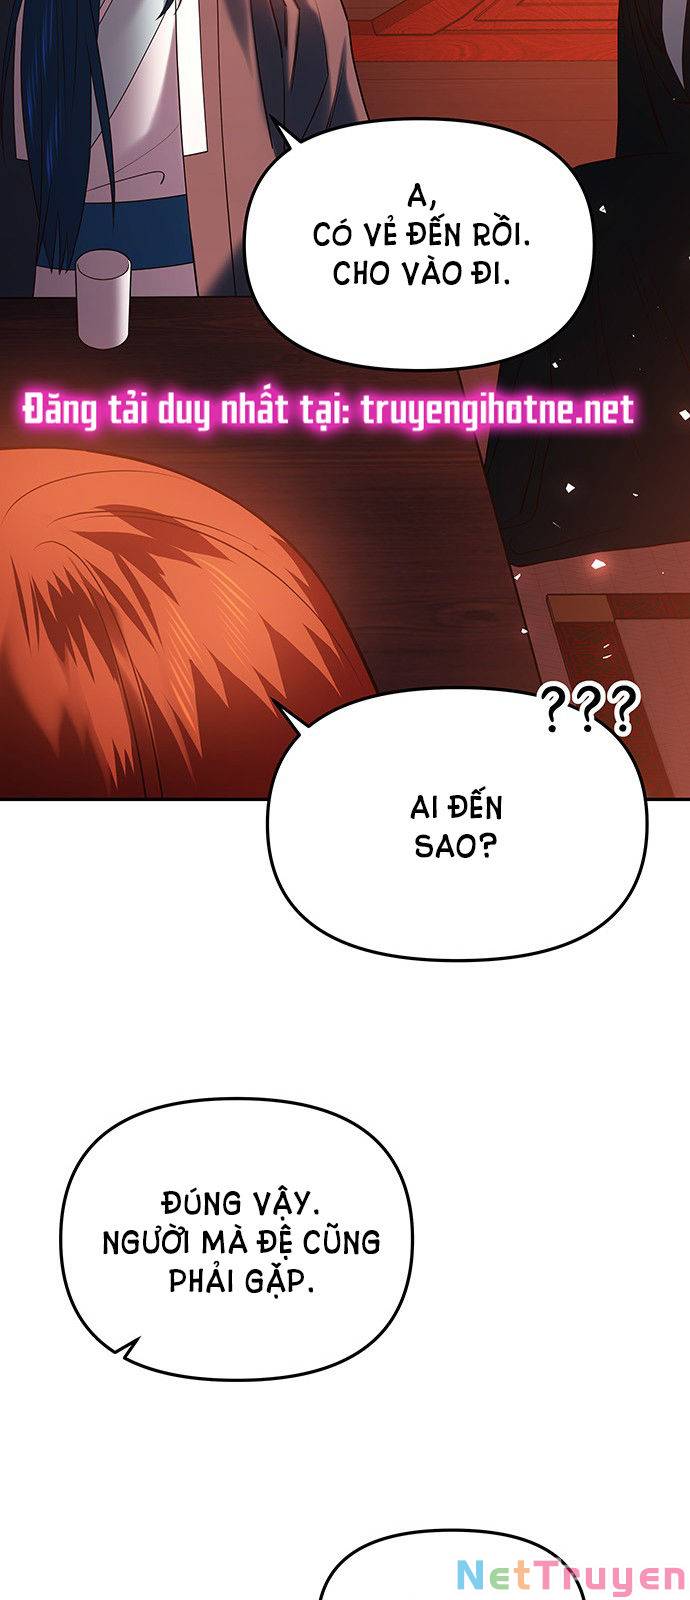 A,
CÓ VẺ ĐẾN RỒI.
CHO VÀO ĐI.
Đăng tải duy nhất tại: truyengihotne.net
???
AI ĐẾN
SAO?
ĐÚNG VẬY.
NGƯỜI MÀ ĐỆ CŨNG
PHẢI GẶP.
NetTruyen